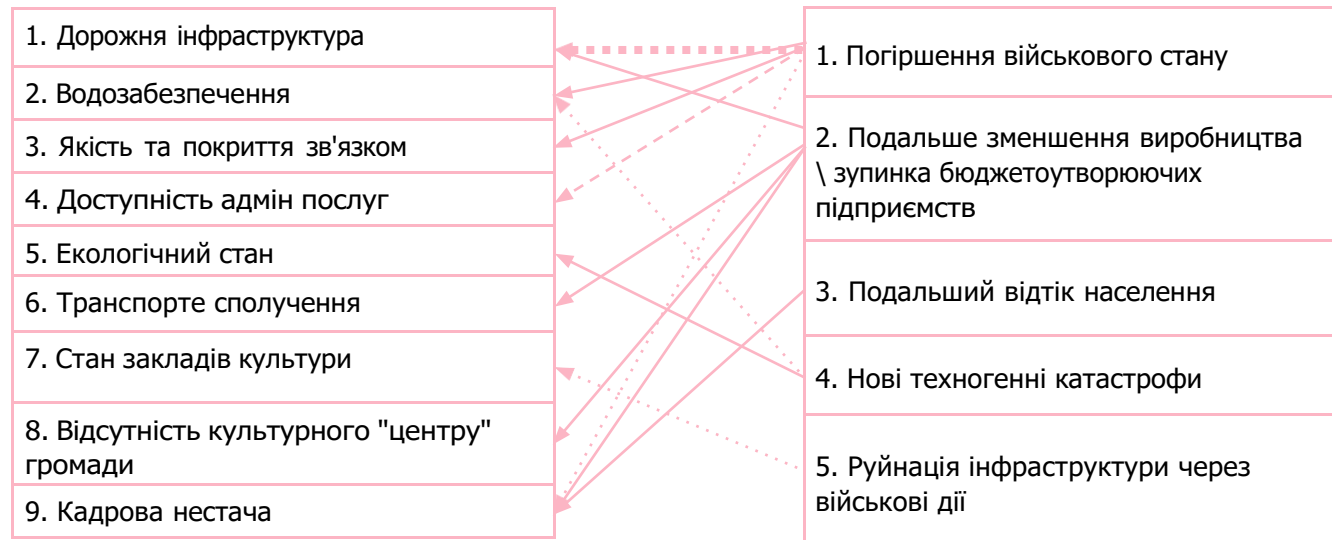 1. Дорожня інфраструктура
2. Водозабезпечення
3. Якість та покриття зв'язком
4. Доступність адмін послуг
5. Екологічний стан
6. Транспорте сполучення
7. Стан закладів культури
8. Відсутність культурного "центру"
громади
9. Кадрова нестача
1. Погіршення військового стану
2. Подальше зменшення виробництва
\ зупинка бюджетоутворюючих
підприємств
3. Подальший відтік населення
4. Нові техногенні катастрофи
5. Руйнація інфраструктури через
військові дії